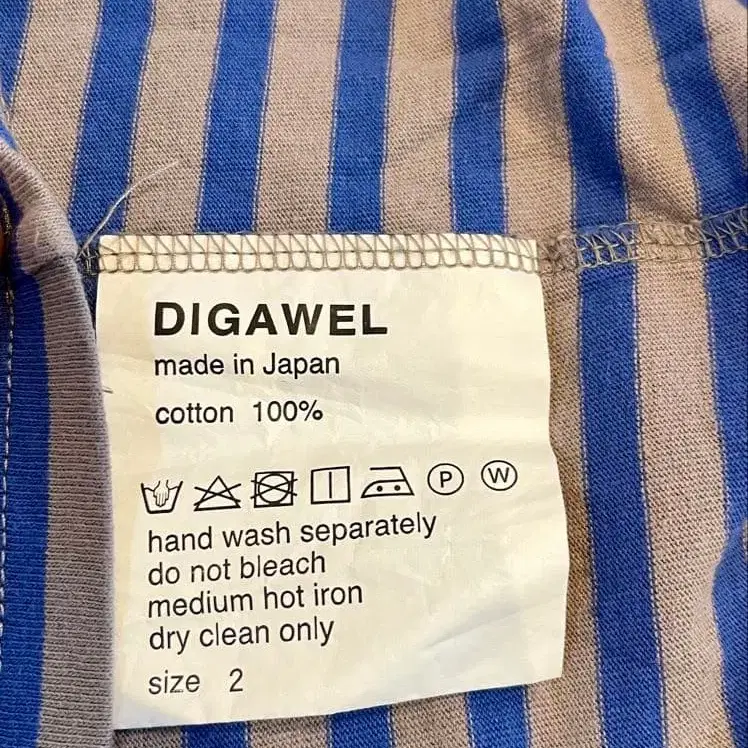 DIGAWEL
made in Japan
cotton 100%
P W
hand wash separately
do not bleach
medium hot iron
dry clean only
size 2